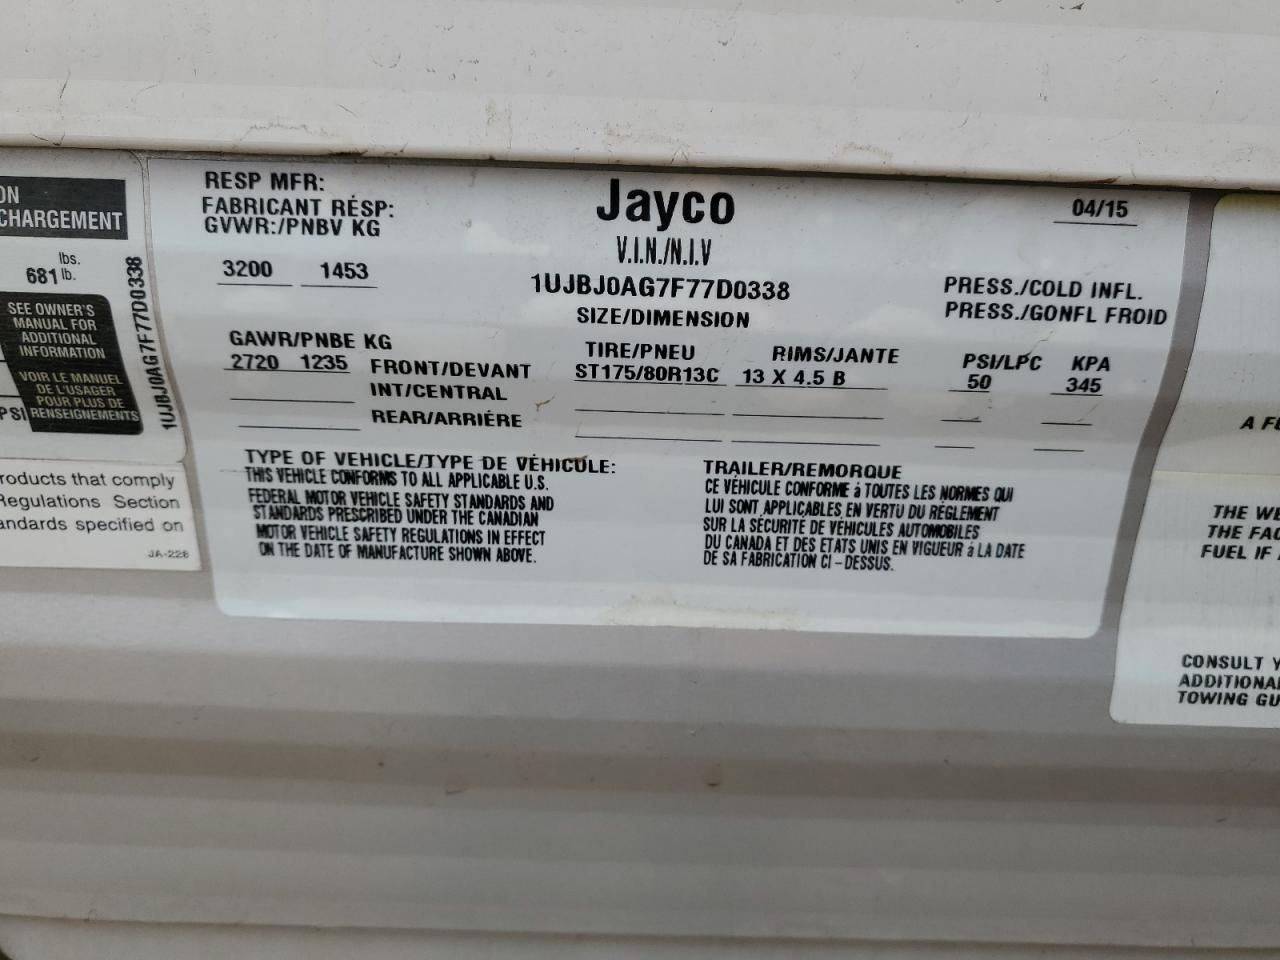 ON
CHARGEMENT
lbs.
681 lb.
SEE OWNER'S
MANUAL FOR
ADDITIONAL
INFORMATION
VOIR LE MANUEL
DE L'USAGER
POUR PLUS DE
RENSEIGNEMENTS
PSI
1UJBJ0AG7F77D0338
roducts that comply
Regulations Section
andards specified on
JA-228
RESP MFR:
FABRICANT RÉSP:
GVWR:/PNBV KG
3200 1453
Jayco
04/15
V.I.N./N.I.V
1UJBJ0AG7F77D0338
PRESS./COLD INFL.
PRESS./GONFL FROID
SIZE/DIMENSION
GAWR/PNBE KG TIRE/PNEU RIMS/JANTE PSI/LPC KPA
2720 1235 FRONT/DEVANT ST175/80R13C 13 X 4.5 B 50 345
INT/CENTRAL
REAR/ARRIÉRE
TYPE OF VEHICLE/TYPE DE VÉHICULE: TRAILER/REMORQUE
THIS VEHICLE CONFORMS TO ALL APPLICABLE U.S.
FEDERAL MOTOR VEHICLE SAFETY STANDARDS AND
STANDARDS PRESCRIBED UNDER THE CANADIAN
MOTOR VEHICLE SAFETY REGULATIONS IN EFFECT
ON THE DATE OF MANUFACTURE SHOWN ABOVE.
CE VÉHICULE CONFORME à TOUTES LES NORMES QUI
LUI SONT APPLICABLES EN VERTU DU RÉGLEMENT
SUR LA SÉCURITÉ DE VÉHICULES AUTOMOBILES
DU CANADA ET DES ETATS UNIS EN VIGUEUR à LA DATE
DE SA FABRICATION CI-DESSUS.
A FU
THE WE
THE FAC
FUEL IF
CONSULT Y
ADDITIONAL
TOWING GU